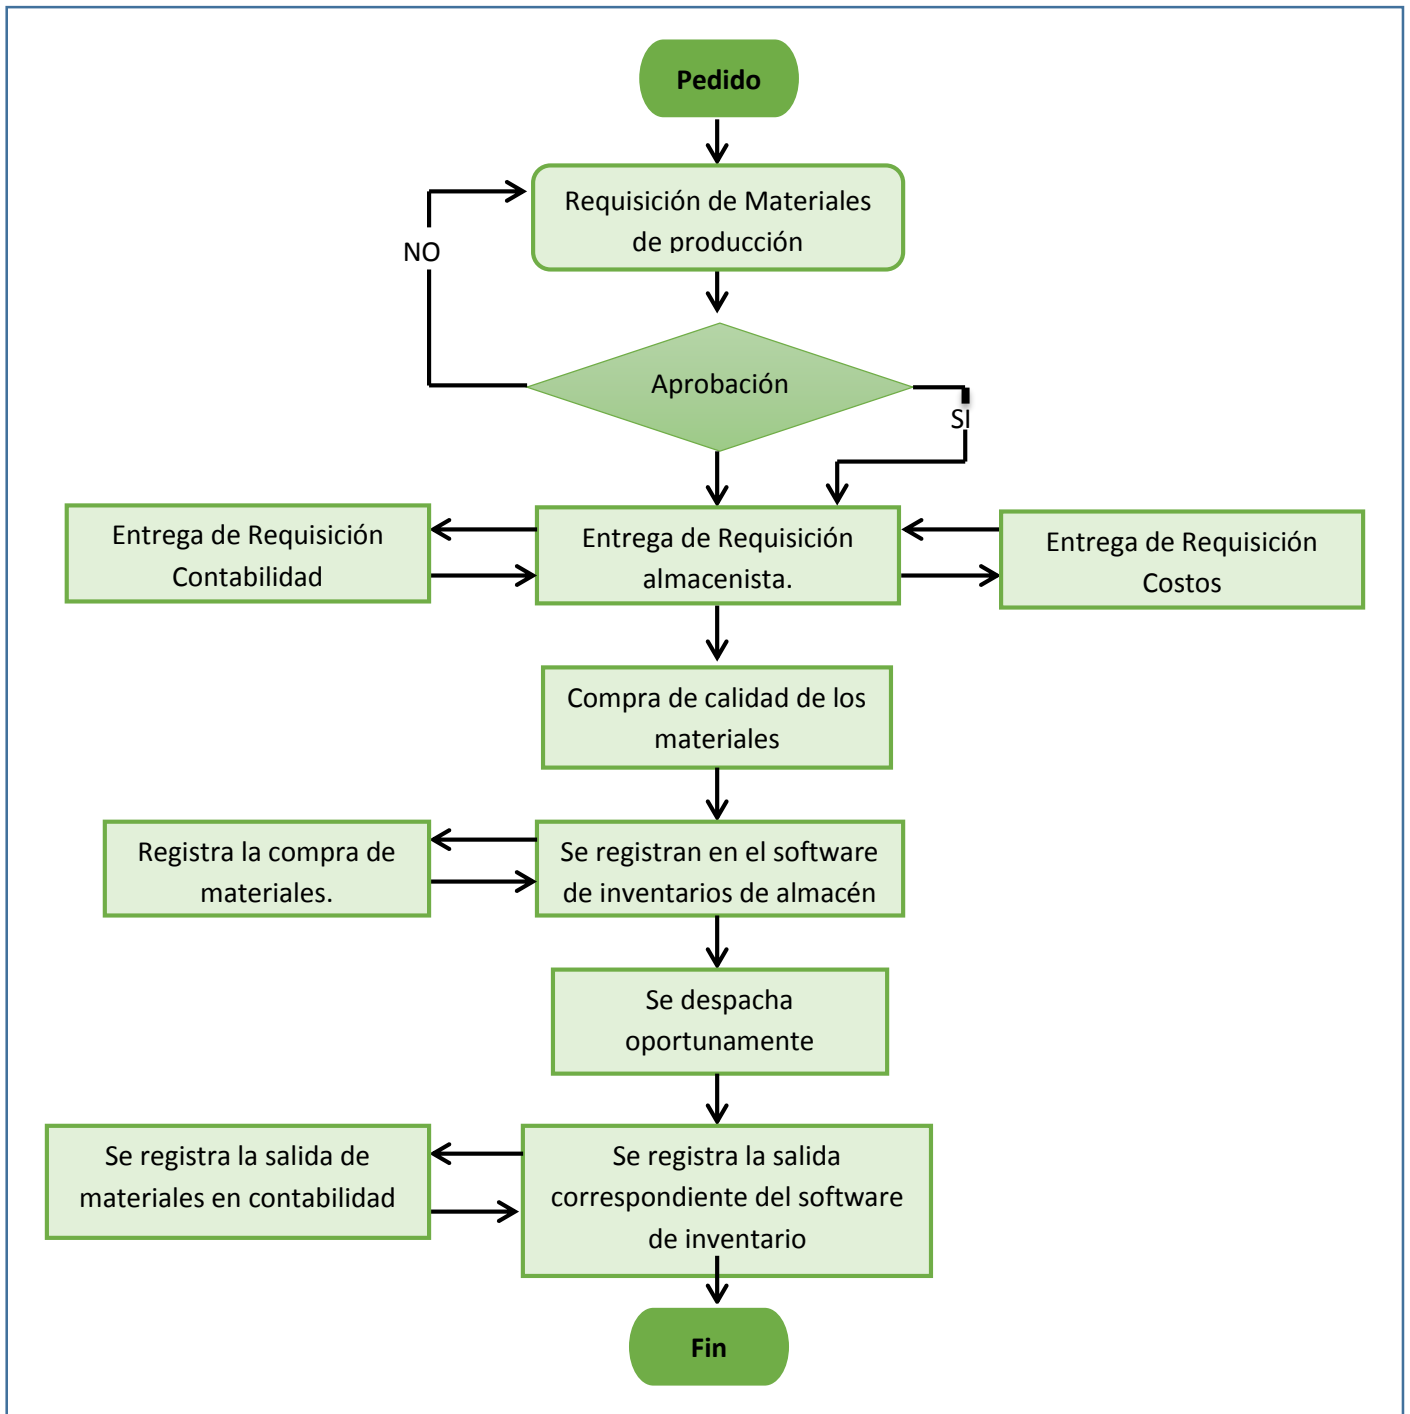 Pedido
Requisición de Materiales
de producción
NO
Aprobación
SI
Entrega de Requisición
Contabilidad
Entrega de Requisición
almacenista.
Entrega de Requisición
Costos
Compra de calidad de los
materiales
Registra la compra de
materiales.
Se registran en el software
de inventarios de almacén
Se despacha
oportunamente
Se registra la salida de
materiales en contabilidad
Se registra la salida
correspondiente del software
de inventario
Fin